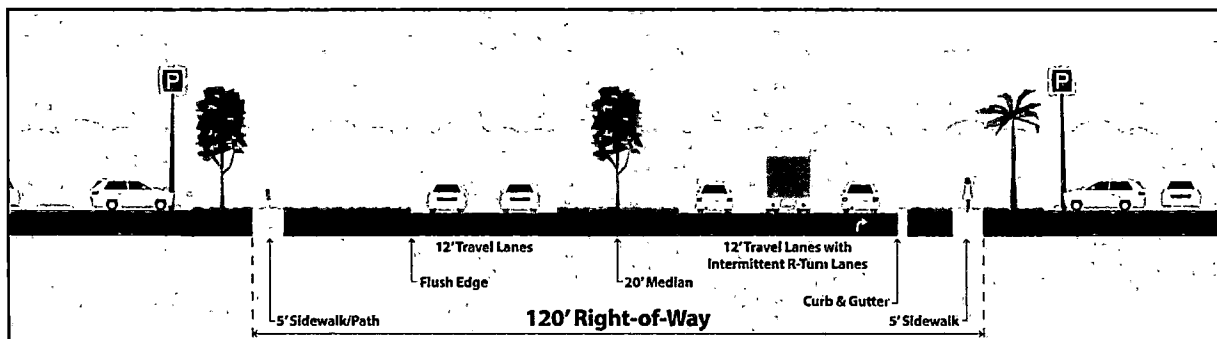 P
P
12' Travel Lanes
12' Travel Lanes with
Intermittent R-Turn Lanes
Flush Edge
20' Median
Curb & Gutter
5' Sidewalk/Path
120' Right-of-Way
5' Sidewalk